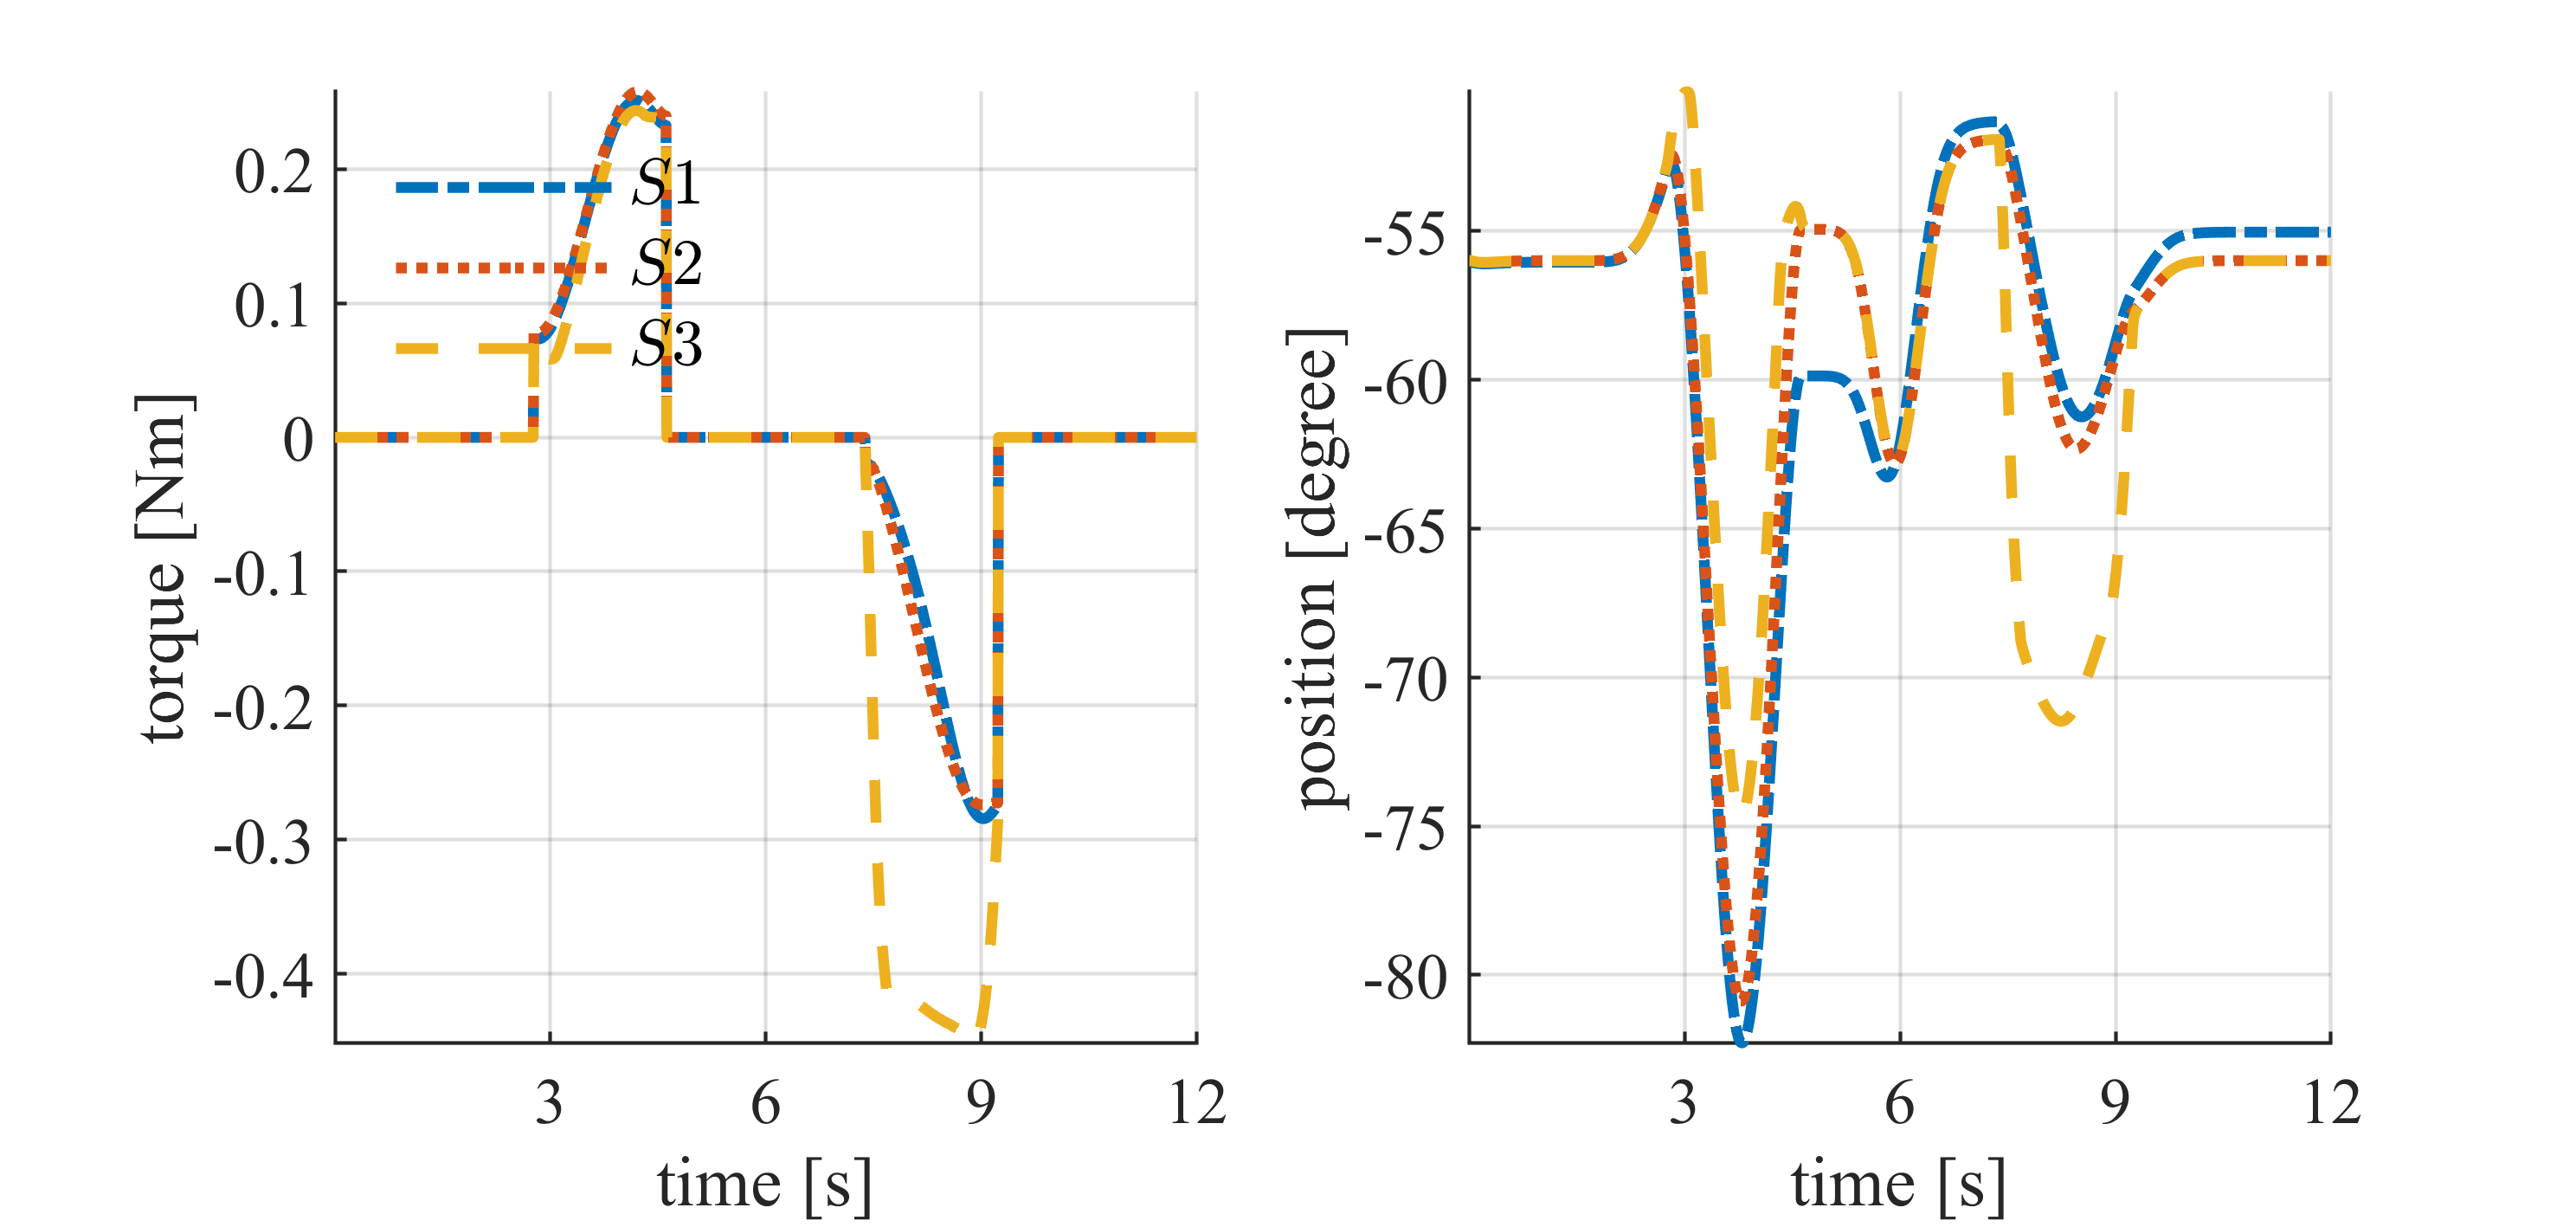 torque [Nm]
0.2
0.1
0
-0.1
-0.2
-0.3
-0.4
S1
S2
S3
3 6 9 12
time [s]
position [degree]
-55
-60
-65
-70
-75
-80
3 6 9 12
time [s]